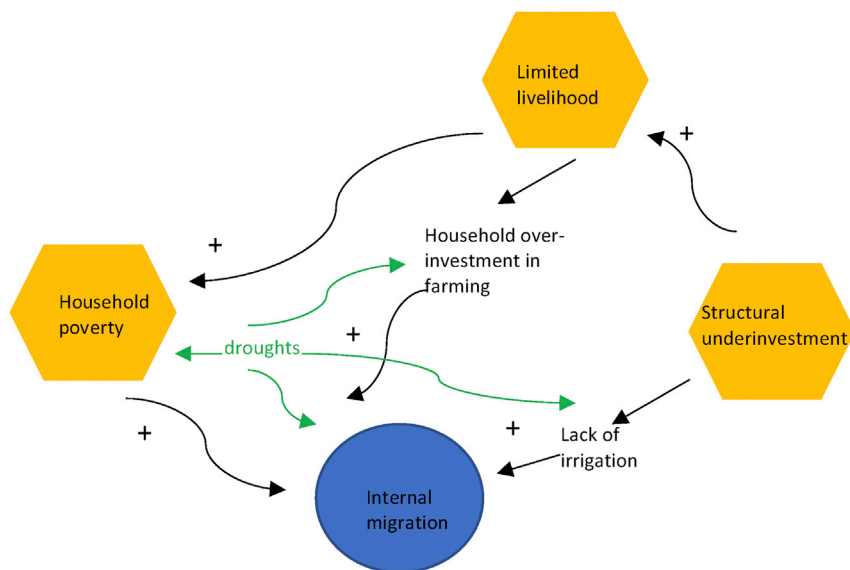 Limited
livelihood
+
+
Household over-
investment in
farming
Household
poverty
Structural
underinvestment
+
droughts
+
+
Lack of
irrigation
Internal
migration